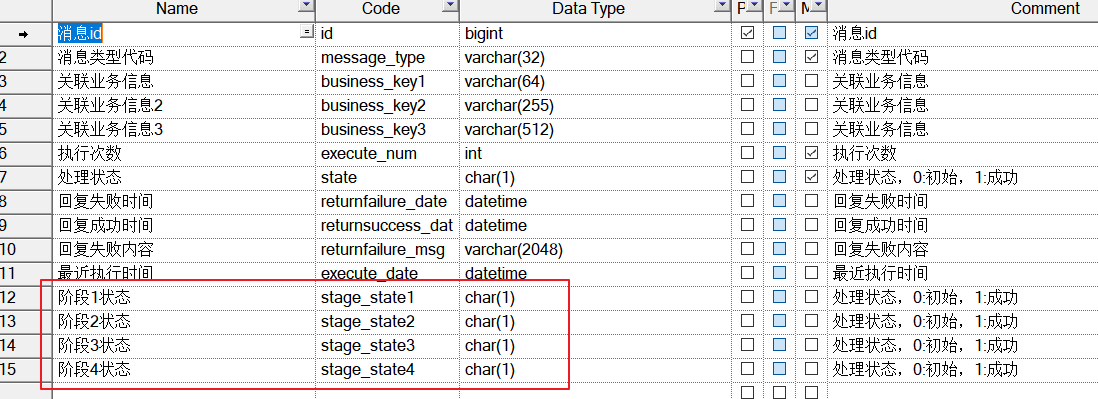 Name Code Data Type P F M Comment
消息id = id bigint 消息id
2 消息类型代码 message_type varchar(32) 消息类型代码
3 关联业务信息 business_key1 varchar(64) 关联业务信息
4 关联业务信息2 business_key2 varchar(255) 关联业务信息
5 关联业务信息3 business_key3 varchar(512) 关联业务信息
6 执行次数 execute_num int 执行次数
7 处理状态 state char(1) 处理状态，0:初始，1:成功
8 回复失败时间 returnfailure_date datetime 回复失败时间
9 回复成功时间 returnsuccess_dat datetime 回复成功时间
10 回复失败内容 returnfailure_msg varchar(2048) 回复失败内容
11 最近执行时间 execute_date datetime 最近执行时间
12 阶段1状态 stage_state1 char(1) 处理状态，0:初始，1:成功
13 阶段2状态 stage_state2 char(1) 处理状态，0:初始，1:成功
14 阶段3状态 stage_state3 char(1) 处理状态，0:初始，1:成功
15 阶段4状态 stage_state4 char(1) 处理状态，0:初始，1:成功